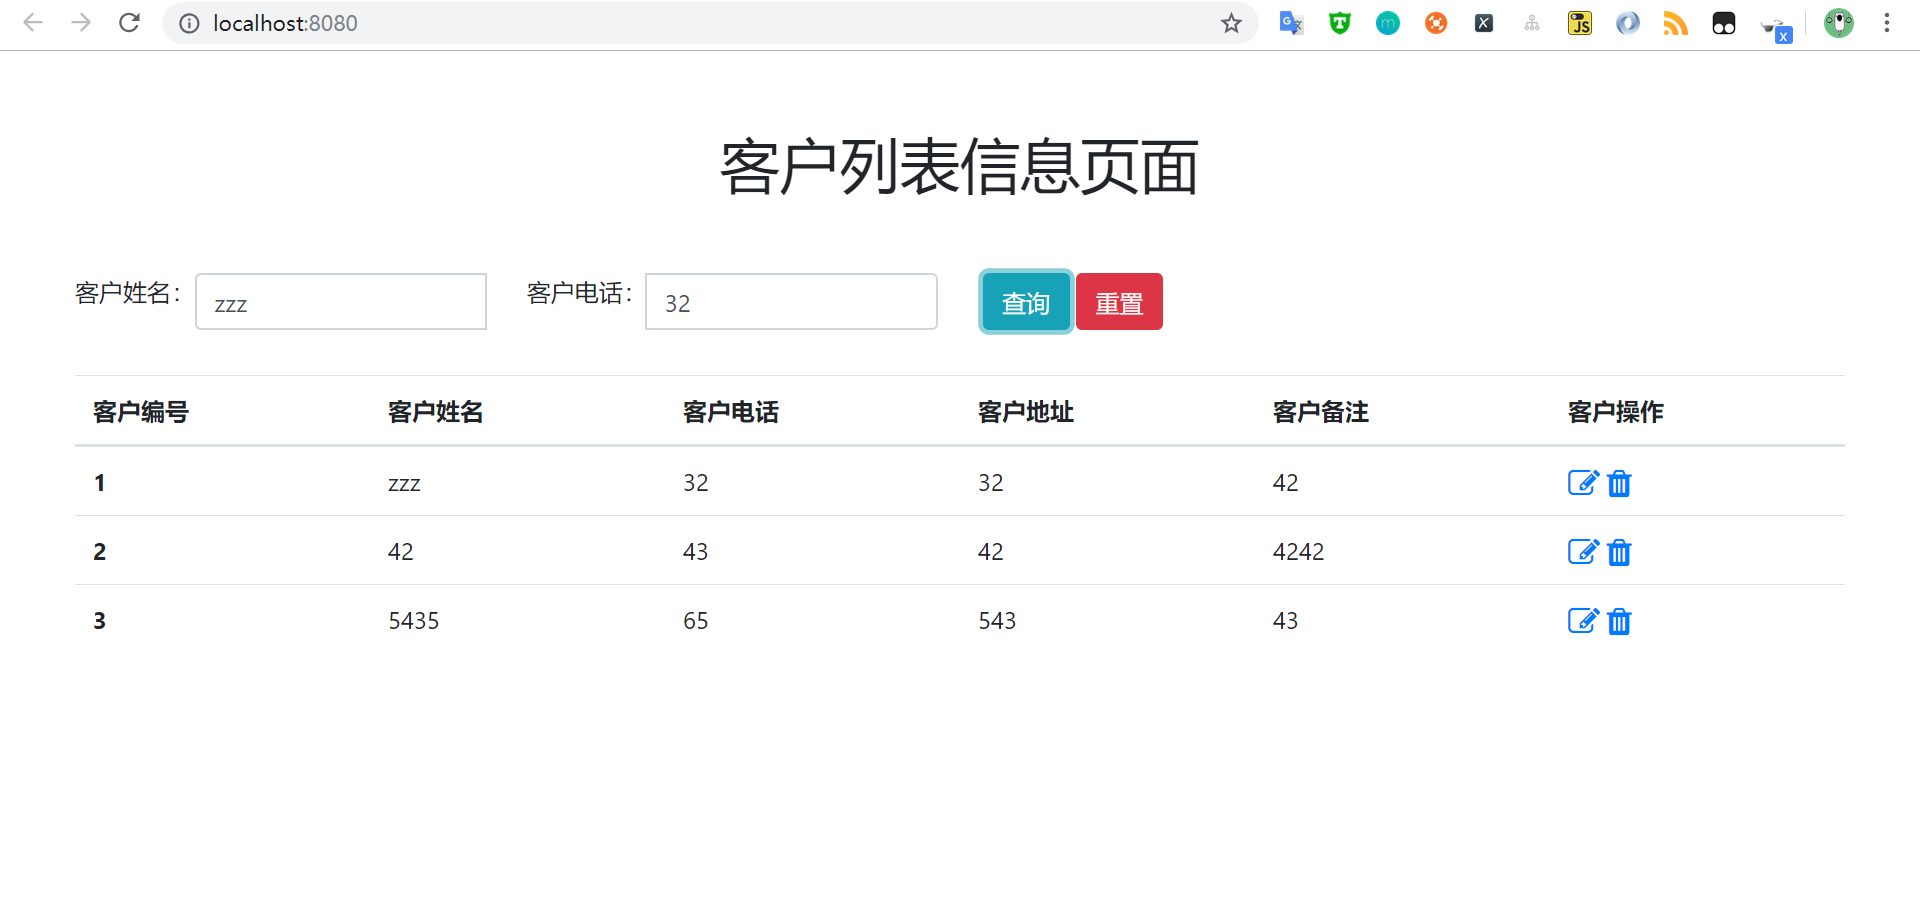 localhost:8080
客户列表信息页面
客户姓名： zzz 客户电话： 32 查询 重置
客户编号 客户姓名 客户电话 客户地址 客户备注 客户操作
1 zzz 32 32 42
2 42 43 42 4242
3 5435 65 543 43